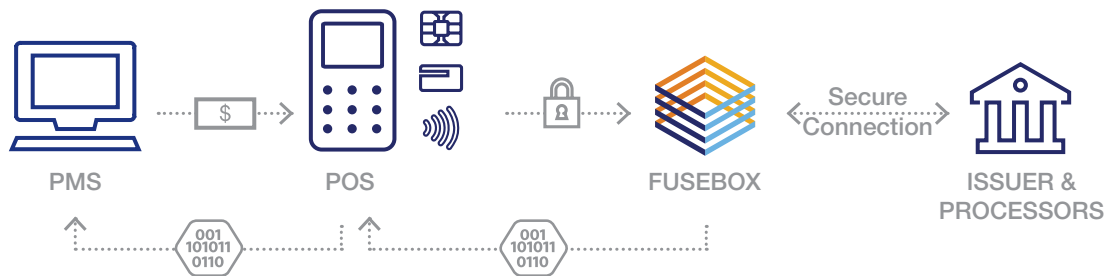 $
Secure
Connection
PMS
POS
FUSEBOX
ISSUER &
PROCESSORS
001
101011
0110
001
101011
0110